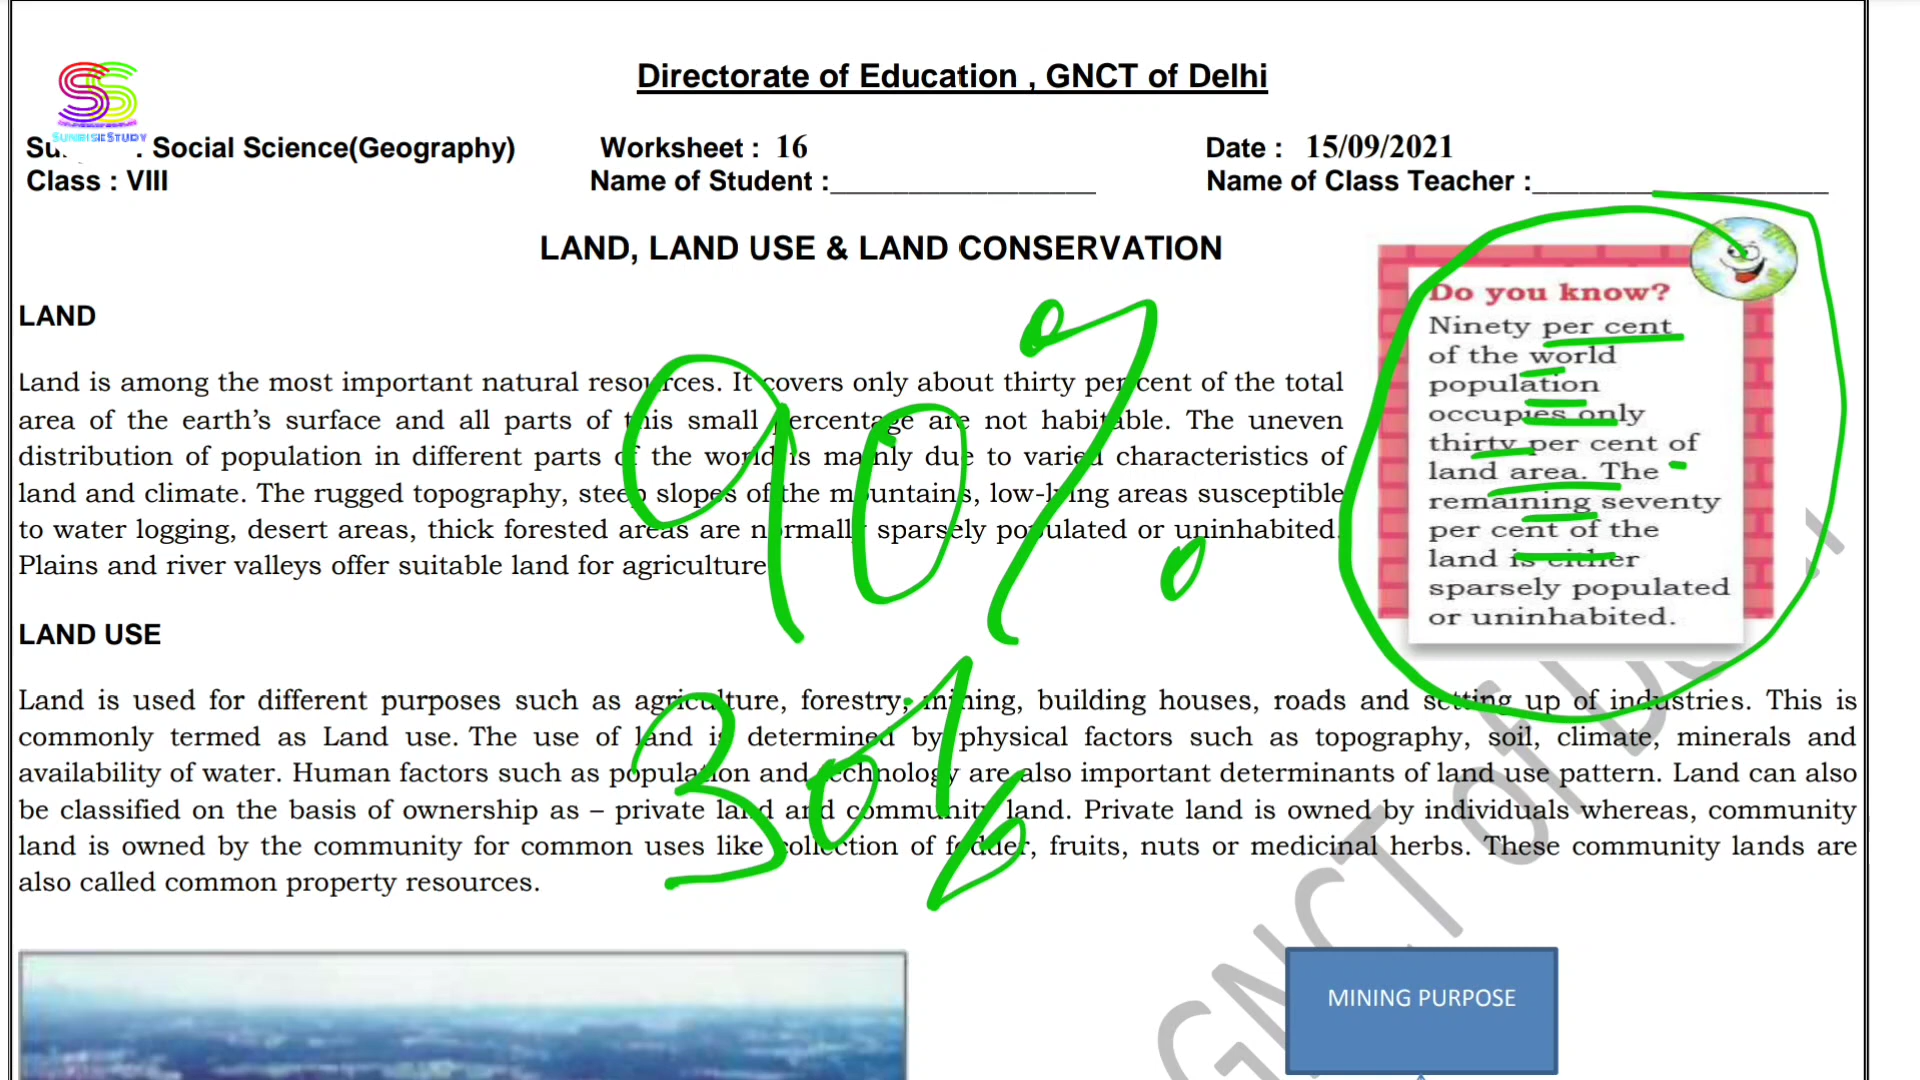 Directorate of Education , GNCT of Delhi
SUNRISESTUDY
: Social Science(Geography) Worksheet : 16 Date : 15/09/2021
Class : VIII Name of Student :_________________ Name of Class Teacher :___________________
LAND, LAND USE & LAND CONSERVATION
LAND
Land is among the most important natural resources. It covers only about thirty per cent of the total
area of the earth’s surface and all parts of this small percentage are not habitable. The uneven
distribution of population in different parts of the world is mainly due to varied characteristics of
land and climate. The rugged topography, steep slopes of the mountains, low-lying areas susceptible
to water logging, desert areas, thick forested areas are normally sparsely populated or uninhabited.
Plains and river valleys offer suitable land for agriculture
Do you know?
Ninety per cent
of the world
population
occupies only
thirty per cent of
land area. The
remaining seventy
per cent of the
land is either
sparsely populated
or uninhabited.
90%
30%
LAND USE
Land is used for different purposes such as agriculture, forestry, mining, building houses, roads and setting up of industries. This is
commonly termed as Land use. The use of land is determined by physical factors such as topography, soil, climate, minerals and
availability of water. Human factors such as population and technology are also important determinants of land use pattern. Land can also
be classified on the basis of ownership as – private land and community land. Private land is owned by individuals whereas, community
land is owned by the community for common uses like collection of fodder, fruits, nuts or medicinal herbs. These community lands are
also called common property resources.
GNCT of
MINING PURPOSE